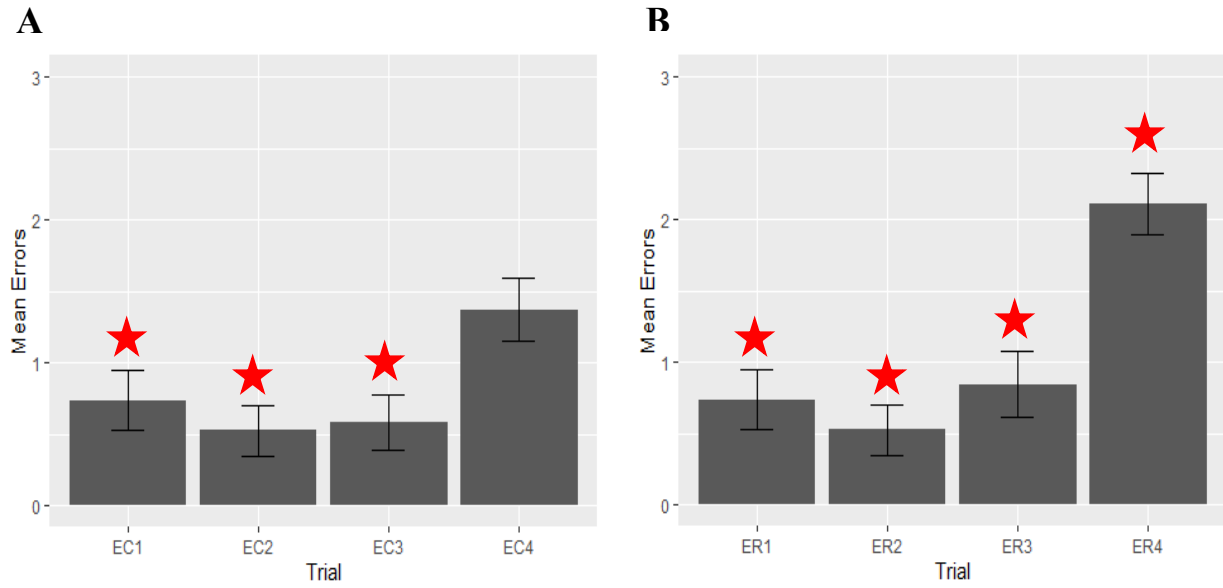 A
3
2
1
0
Mean Errors
EC1 EC2 EC3 EC4
Trial
B
3
2
1
0
Mean Errors
ER1 ER2 ER3 ER4
Trial